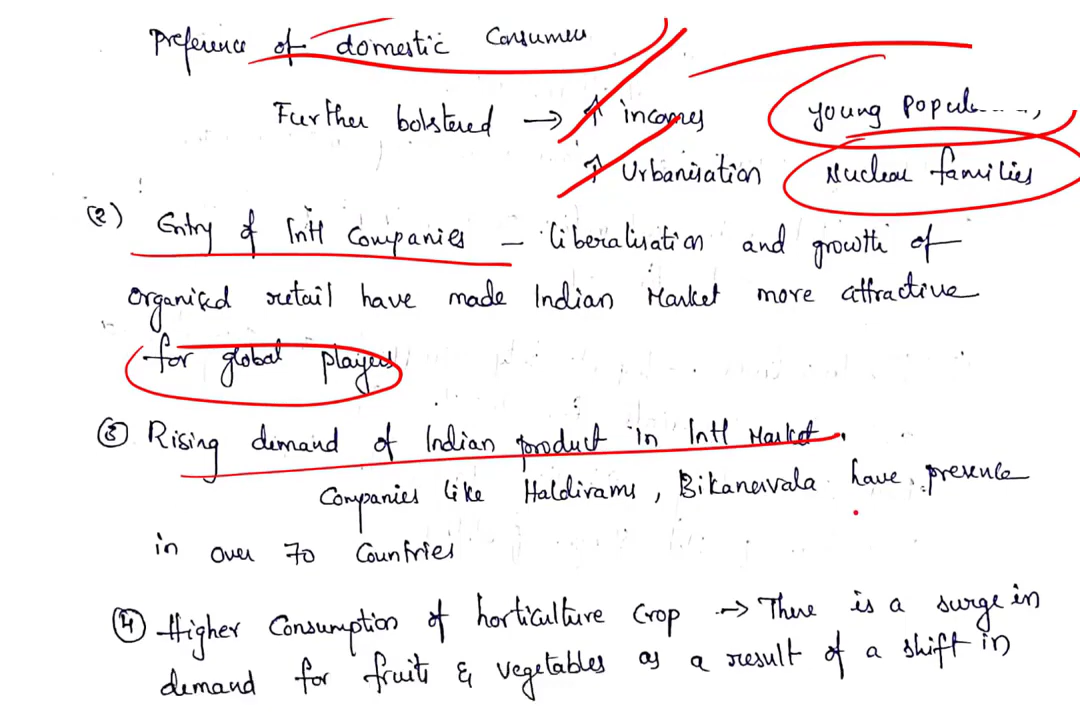 Preference of domestic Consumers
Further bolstered → ↑ incomes young popul....,
↑ Urbanisation Nuclear families
(2) Entry of Intl Companies - liberalisation and growth of
organised retail have made Indian Market more attractive
for global players
③ Rising demand of Indian product in Intl Market.
Companies like Haldirams, Bikanervala have presence
in over 70 Countries
④ Higher Consumption of horticulture Crop → There is a surge in
demand for fruits & vegetables as a result of a shift in